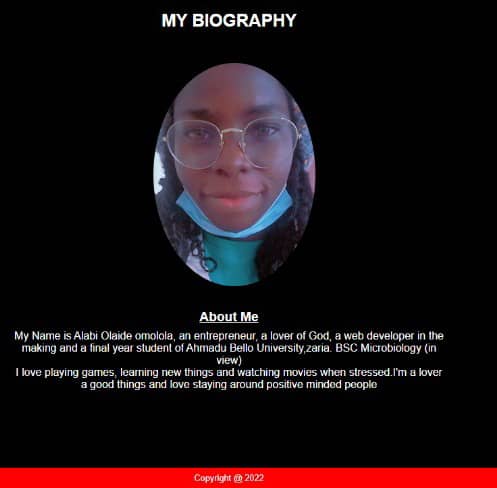 MY BIOGRAPHY
About Me
My Name is Alabi Olaide omolola, an entrepreneur, a lover of God, a web developer in the
making and a final year student of Ahmadu Bello University,zaria. BSC Microbiology (in
view)
I love playing games, learning new things and watching movies when stressed.I'm a lover
a good things and love staying around positive minded people
Copyright @ 2022